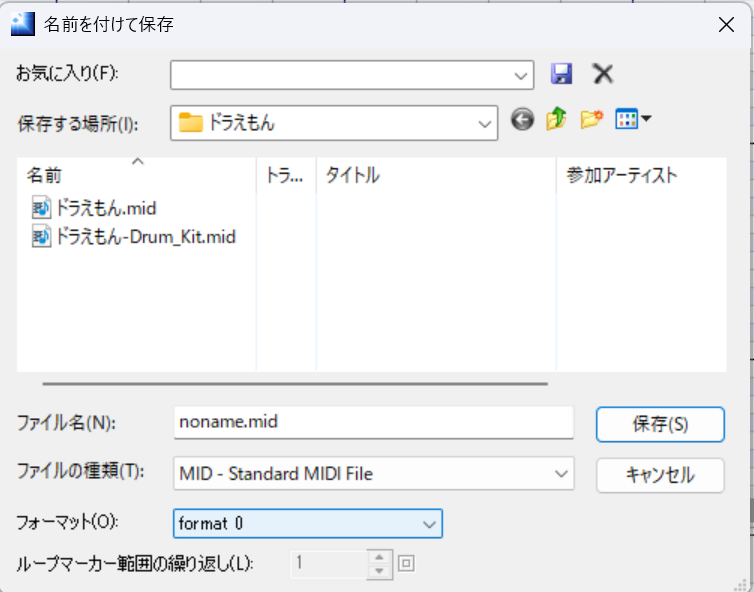 名前を付けて保存
お気に入り(F):
保存する場所(I): ドラえもん
名前 トラ... タイトル 参加アーティスト
ドラえもん.mid
ドラえもん-Drum_Kit.mid
ファイル名(N): noname.mid 保存(S)
ファイルの種類(T): MID - Standard MIDI File キャンセル
フォーマット(O): format 0
ループマーカー範囲の繰り返し(L): 1